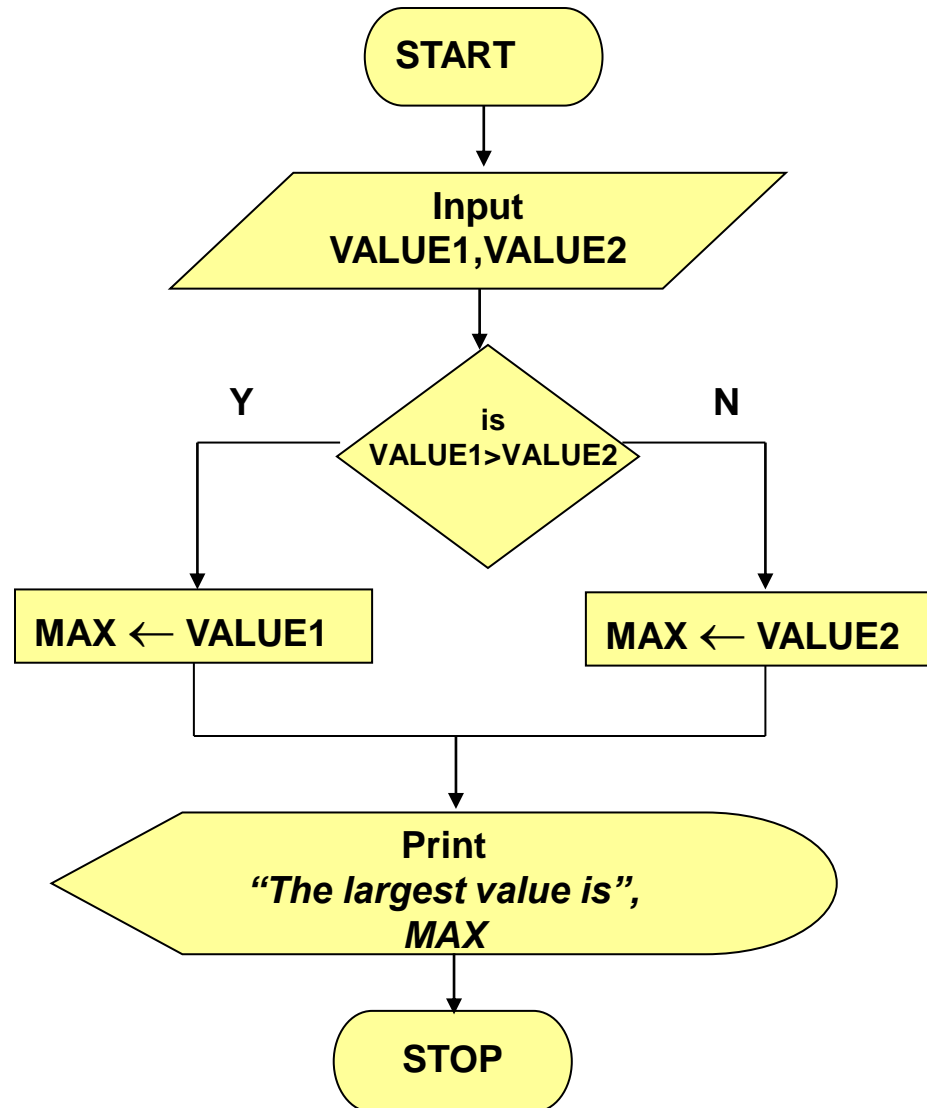 START
Input
VALUE1,VALUE2
Y
N
is
VALUE1>VALUE2
MAX ← VALUE1
MAX ← VALUE2
Print
“The largest value is”,
MAX
STOP